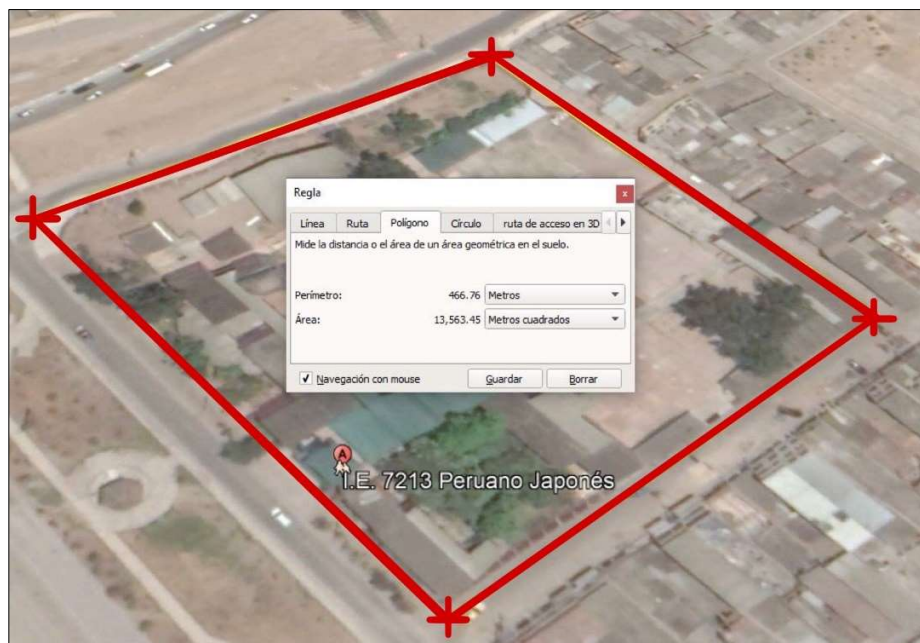 Regla
x
Línea Ruta Polígono Círculo ruta de acceso en 3D
Mide la distancia o el área de un área geométrica en el suelo.
Perímetro: 466.76 Metros
Área: 13,563.45 Metros cuadrados
Navegación con mouse Guardar Borrar
A
I.E. 7213 Peruano Japonés